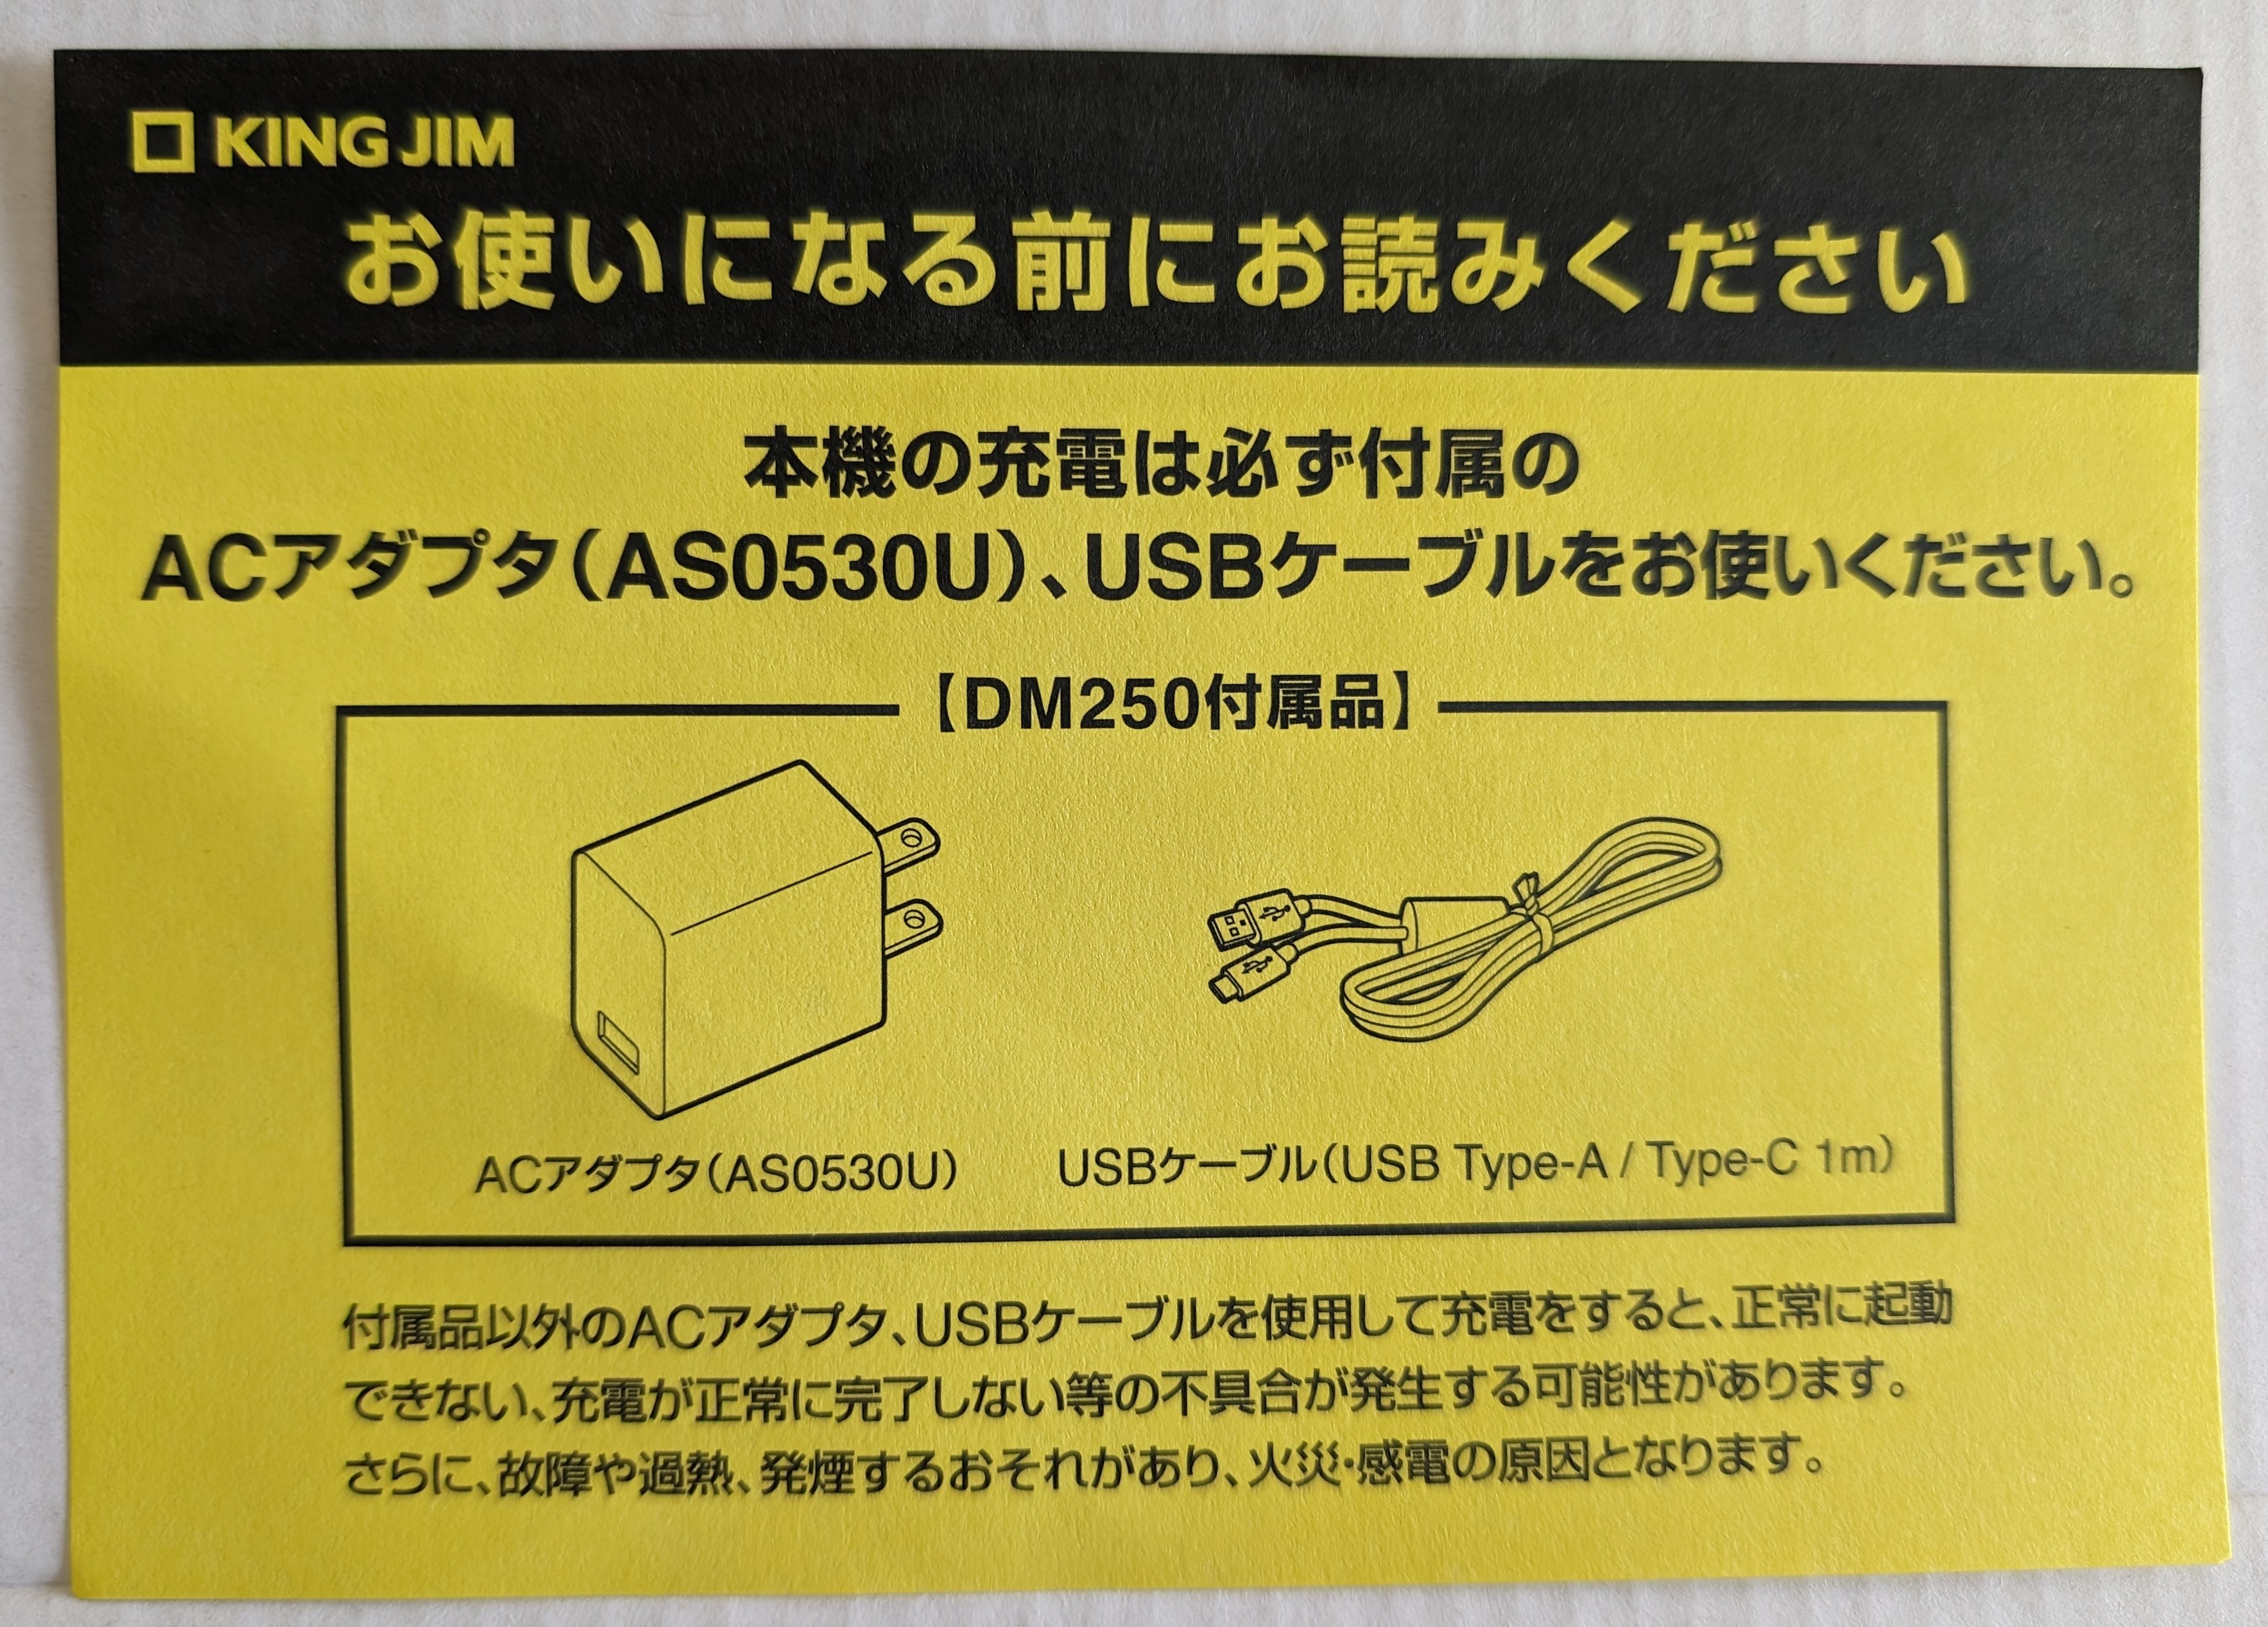 KING JIM
お使いになる前にお読みください
本機の充電は必ず付属の
ACアダプタ（AS0530U）、USBケーブルをお使いください。
【DM250付属品】
ACアダプタ（AS0530U）
USBケーブル（USB Type-A / Type-C 1m）
付属品以外のACアダプタ、USBケーブルを使用して充電をすると、正常に起動
できない、充電が正常に完了しない等の不具合が発生する可能性があります。
さらに、故障や過熱、発煙するおそれがあり、火災・感電の原因となります。